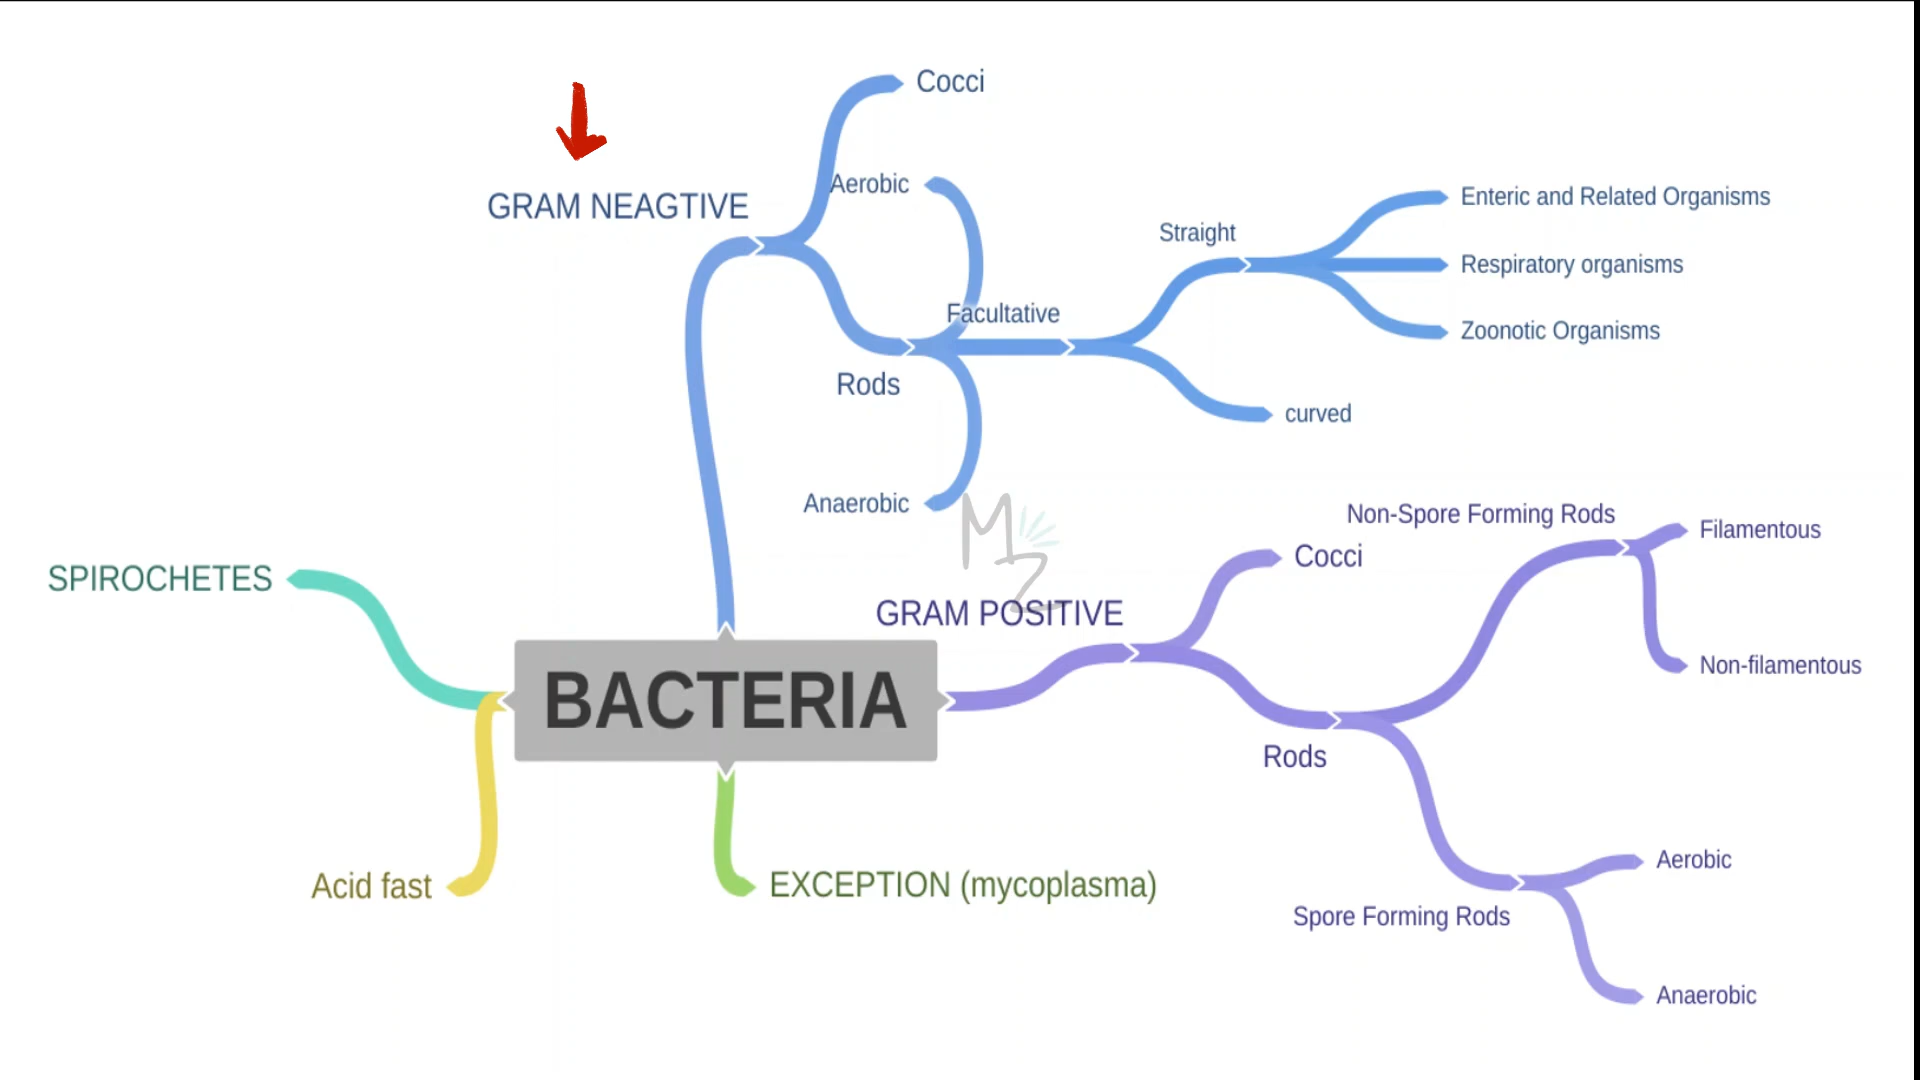 Cocci
Aerobic
GRAM NEAGTIVE
Enteric and Related Organisms
Straight
Respiratory organisms
Facultative
Zoonotic Organisms
Rods
curved
Anaerobic
MZ
Non-Spore Forming Rods
Filamentous
Cocci
SPIROCHETES
GRAM POSITIVE
Non-filamentous
BACTERIA
Rods
Aerobic
Acid fast
EXCEPTION (mycoplasma)
Spore Forming Rods
Anaerobic